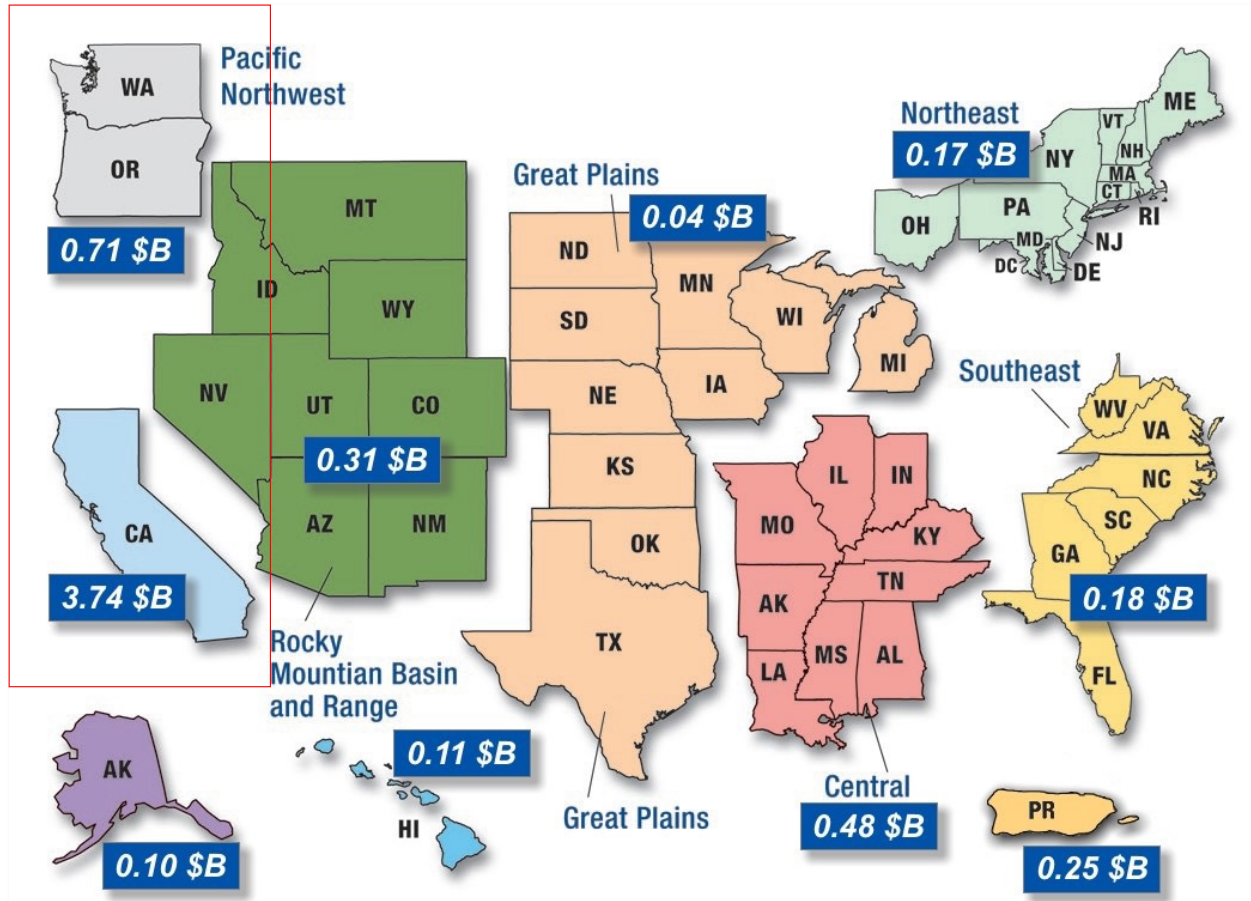 Pacific
Northwest
WA
OR
0.71 $B
MT
ID
WY
NV
UT
CO
0.31 $B
AZ
NM
Rocky
Mountian Basin
and Range
CA
3.74 $B
Great Plains
0.04 $B
ND
MN
SD
WI
MI
NE
IA
KS
OK
TX
Great Plains
Northeast
0.17 $B
ME
VT
NH
NY
MA
CT
RI
PA
OH
MD
NJ
DC
DE
Southeast
WV
VA
NC
SC
GA
0.18 $B
FL
IL
IN
MO
KY
TN
AK
MS
AL
LA
Central
0.48 $B
AK
0.10 $B
0.11 $B
HI
PR
0.25 $B